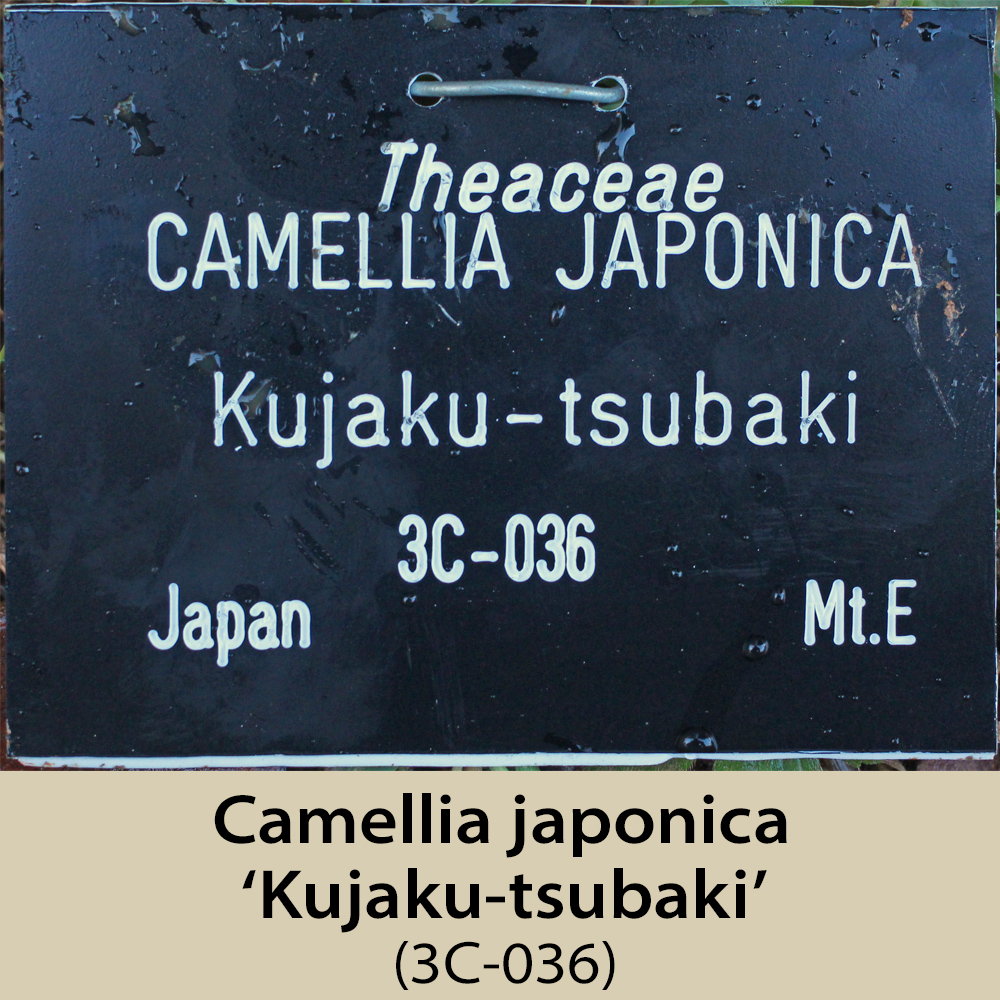 Theaceae
CAMELLIA JAPONICA
Kujaku-tsubaki
3C-036
Japan Mt.E
Camellia japonica
‘Kujaku-tsubaki’
(3C-036)